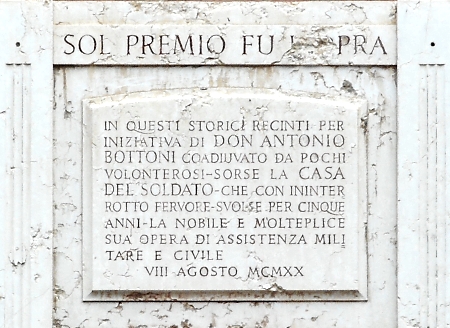 SOL PREMIO FU PRA
IN QUESTI STORICI RECINTI PER
INIZIATIVA DI DON ANTONIO
BOTTONI COADIUVATO DA POCHI
VOLONTEROSI-SORSE LA CASA
DEL SOLDATO-CHE CON ININTER
ROTTO FERVORE-SVOLSE PER CINQUE
ANNI-LA NOBILE E MOLTEPLICE
SUA OPERA DI ASSISTENZA MILI
TARE E CIVILE
VIII AGOSTO MCMXX